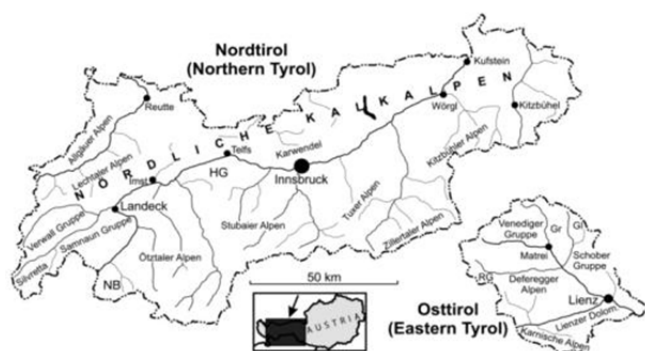 Nordtirol
(Northern Tyrol)
Kufstein
Reutte
Wörgl
Kitzbühel
NÖRDLICHE KALKALPEN
Allgäuer Alpen
Lechtaler Alpen
Telfs
Karwendel
Kitzbühler Alpen
Imst
HG
Innsbruck
Landeck
Tuxer Alpen
Verwall Gruppe
Samnaun Gruppe
Stubaier Alpen
Zillertaler Alpen
Silvretta
Ötztaler Alpen
NB
50 km
AUSTRIA
Venediger
Gruppe
Gr
Gl
Matrei
Schober
Gruppe
RG
Deferegger
Alpen
Lienz
Lienzer Dolom.
Karnische Alpen
Osttirol
(Eastern Tyrol)